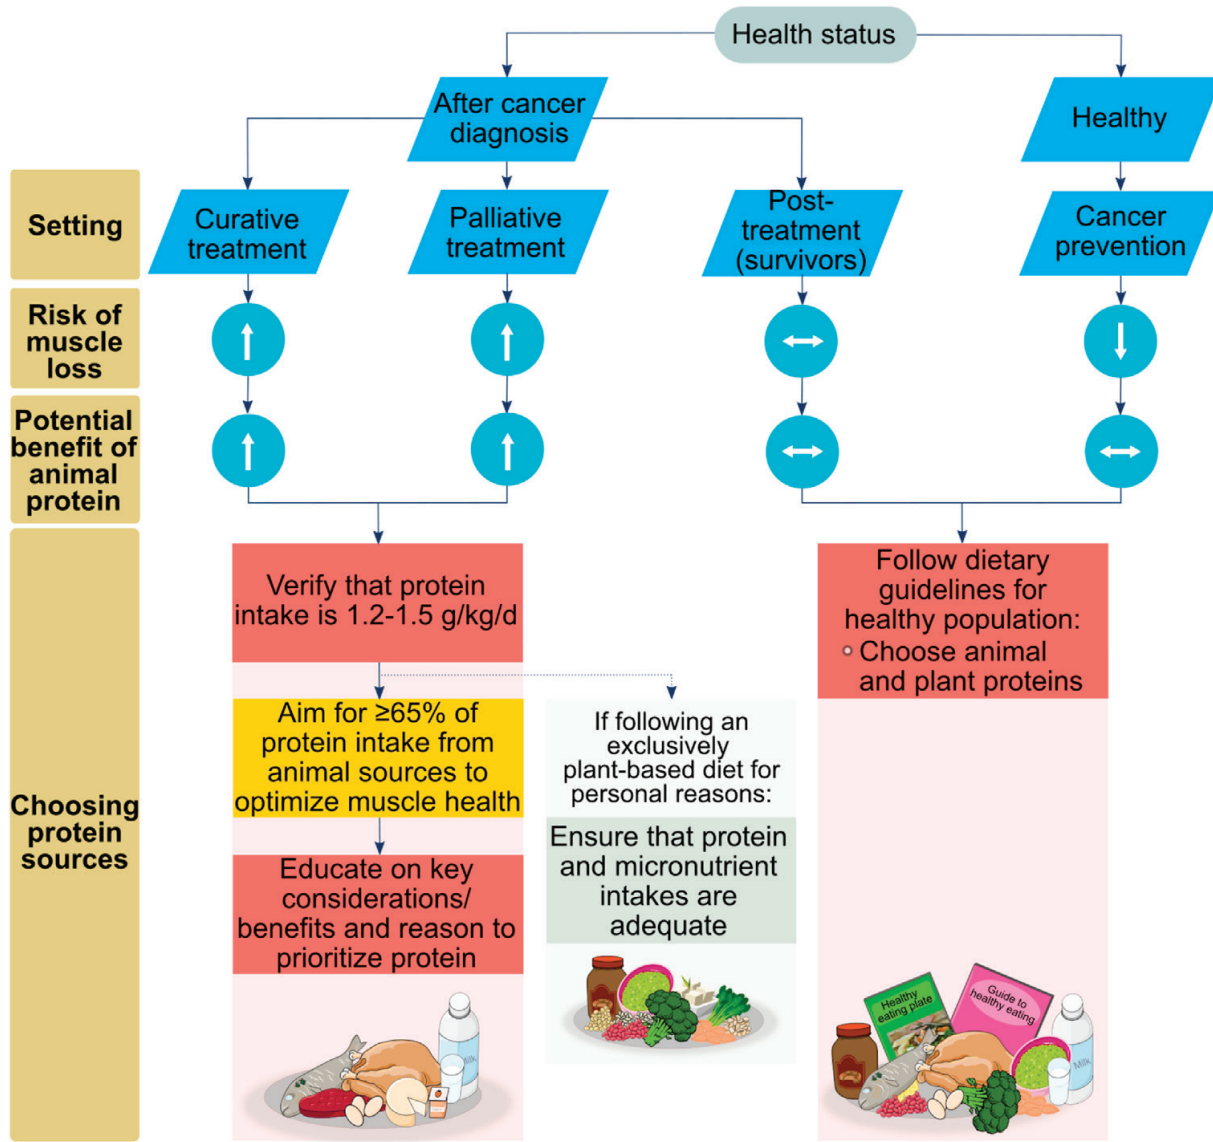 Health status
After cancer
diagnosis
Healthy
Setting
Curative
treatment
Palliative
treatment
Post-
treatment
(survivors)
Cancer
prevention
Risk of
muscle
loss
Potential
benefit of
animal
protein
Choosing
protein
sources
Verify that protein
intake is 1.2-1.5 g/kg/d
Aim for ≥65% of
protein intake from
animal sources to
optimize muscle health
Educate on key
considerations/
benefits and reason to
prioritize protein
Milk
If following an
exclusively
plant-based diet for
personal reasons:
Ensure that protein
and micronutrient
intakes are
adequate
Follow dietary
guidelines for
healthy population:
Choose animal
and plant proteins
Healthy
eating plate
Guide to
healthy eating
Milk